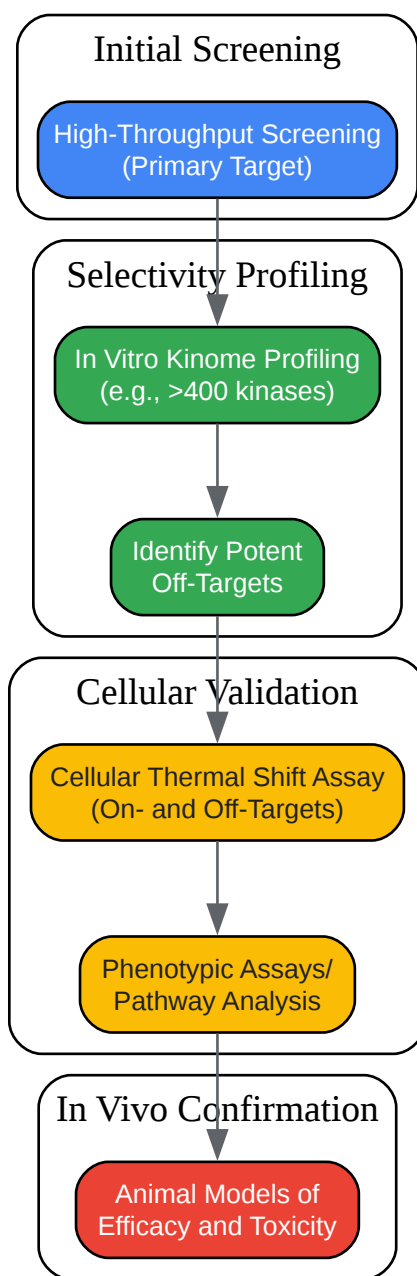 Initial Screening
High-Throughput Screening
(Primary Target)
Selectivity Profiling
In Vitro Kinome Profiling
(e.g., >400 kinases)
Identify Potent
Off-Targets
Cellular Validation
Cellular Thermal Shift Assay
(On- and Off-Targets)
Phenotypic Assays/
Pathway Analysis
In Vivo Confirmation
Animal Models of
Efficacy and Toxicity